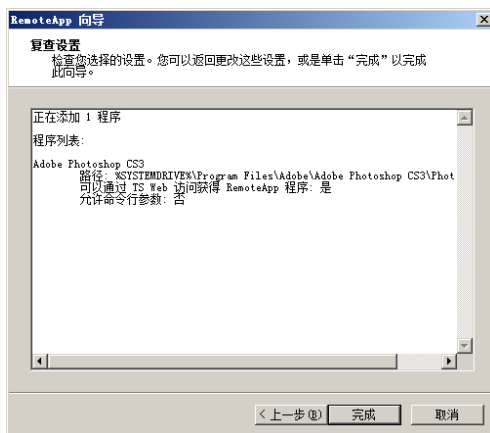 RemoteApp 向导
复查设置
检查您选择的设置。您可以返回更改这些设置，或是单击“完成”以完成
此向导。
正在添加 1 程序
程序列表:
Adobe Photoshop CS3
路径: %SYSTEMDRIVE%\Program Files\Adobe\Adobe Photoshop CS3\Phot
可以通过 TS Web 访问获得 RemoteApp 程序: 是
允许命令行参数: 否
<上一步(B) 完成 取消